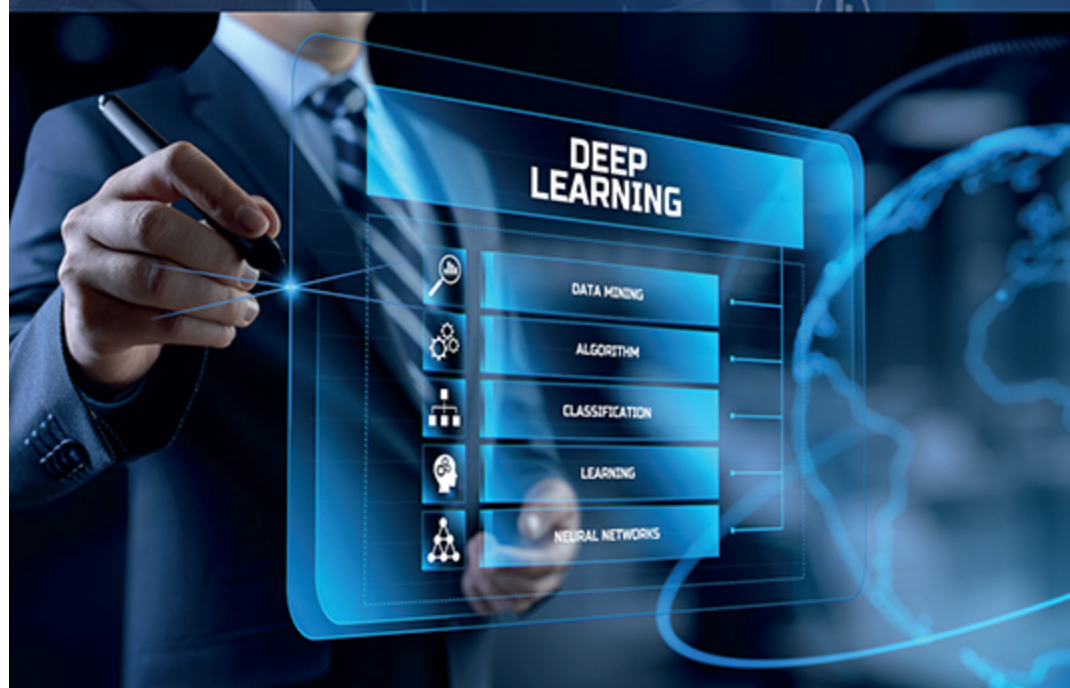 DEEP
LEARNING
DATA MINING
ALGORITHM
CLASSIFICATION
LEARNING
NEURAL NETWORKS